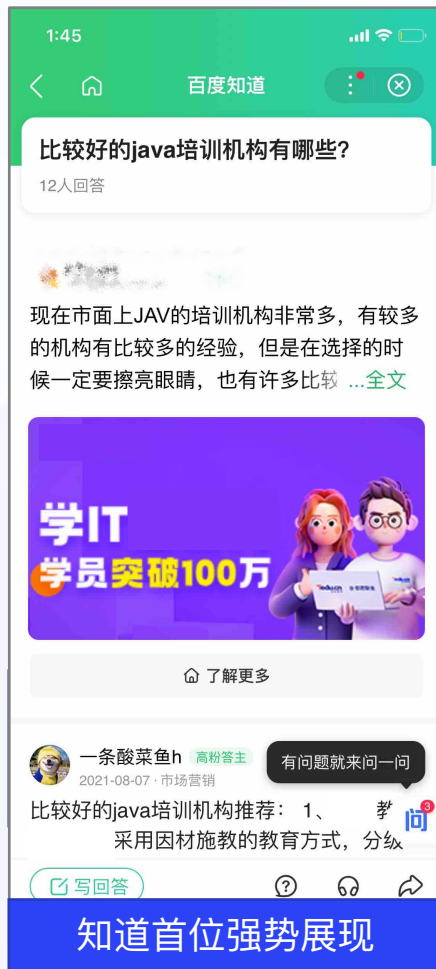 1:45
百度知道
比较好的java培训机构有哪些?
12人回答
现在市面上JAV的培训机构非常多，有较多
的机构有比较多的经验，但是在选择的时
候一定要擦亮眼睛，也有许多比较 ...全文
学IT
学员突破100万
了解更多
一条酸菜鱼h 高粉答主
2021-08-07 · 市场营销
有问题就来问一问
比较好的java培训机构推荐： 1、 教
采用因材施教的教育方式，分级
问 3
写回答
知道首位强势展现